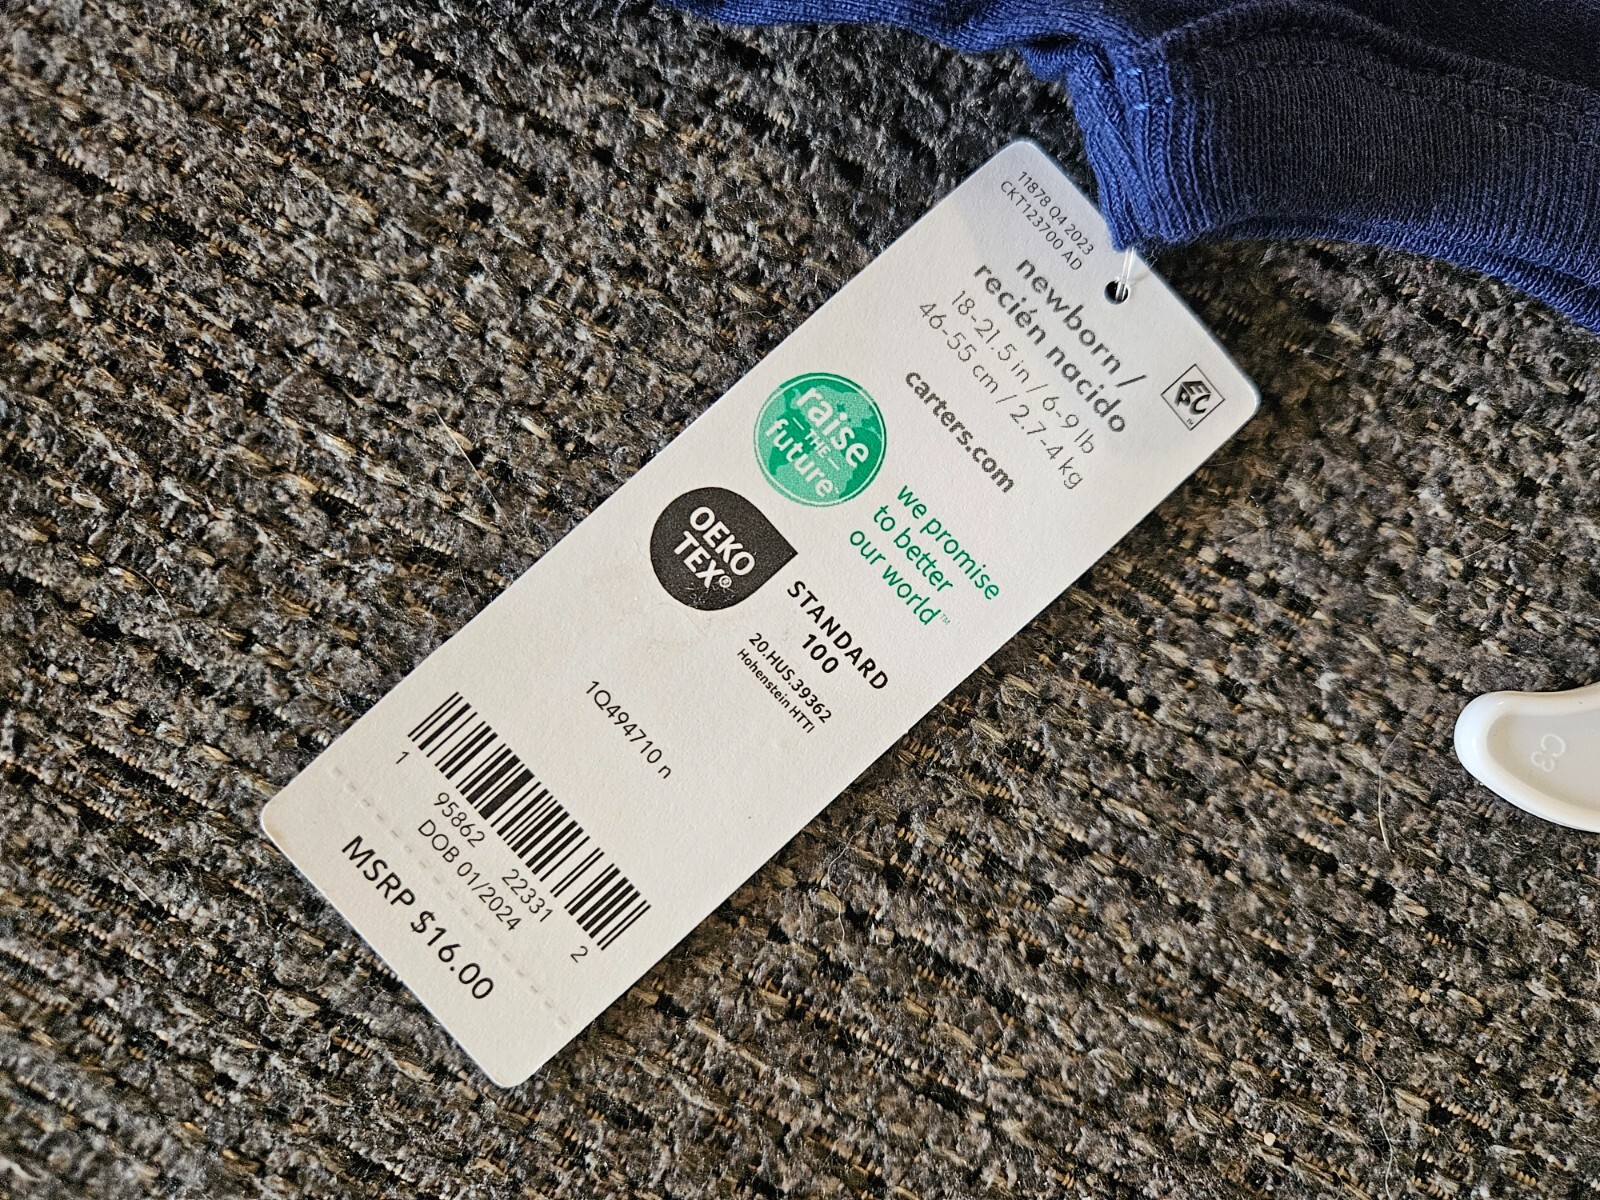 11878 Q4 2023
CKT123700 AD
newborn /
recién nacido
18-21.5 in / 6-9 lb
46-55 cm / 2.7-4 kg
EPC
carters.com
raise
THE
future™
we promise
to better
our world™
OEKO
TEX®
STANDARD
100
20.HUS.39362
Hohenstein HTTI
1Q494710 n
1 95862 22331 2
DOB 01/2024
MSRP $16.00
C3